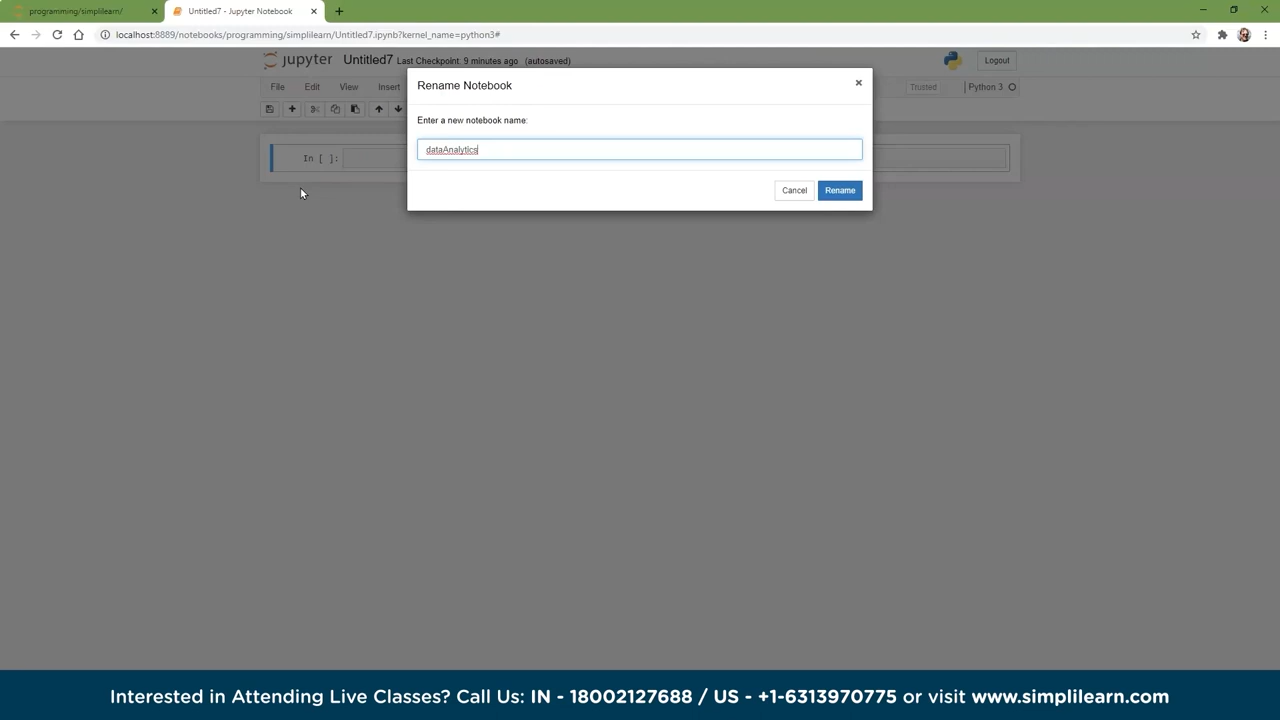 programming/simplilearn/
Untitled7 - Jupyter Notebook
localhost:8889/notebooks/programming/simplilearn/Untitled7.ipynb?kernel_name=python3#
jupyter Untitled7 Last Checkpoint: 9 minutes ago (autosaved)
Logout
File Edit View Insert
Trusted
Python 3
Rename Notebook
Enter a new notebook name:
dataAnalytics
Cancel Rename
In [ ]:
Interested in Attending Live Classes? Call Us: IN - 18002127688 / US - +1-6313970775 or visit www.simplilearn.com